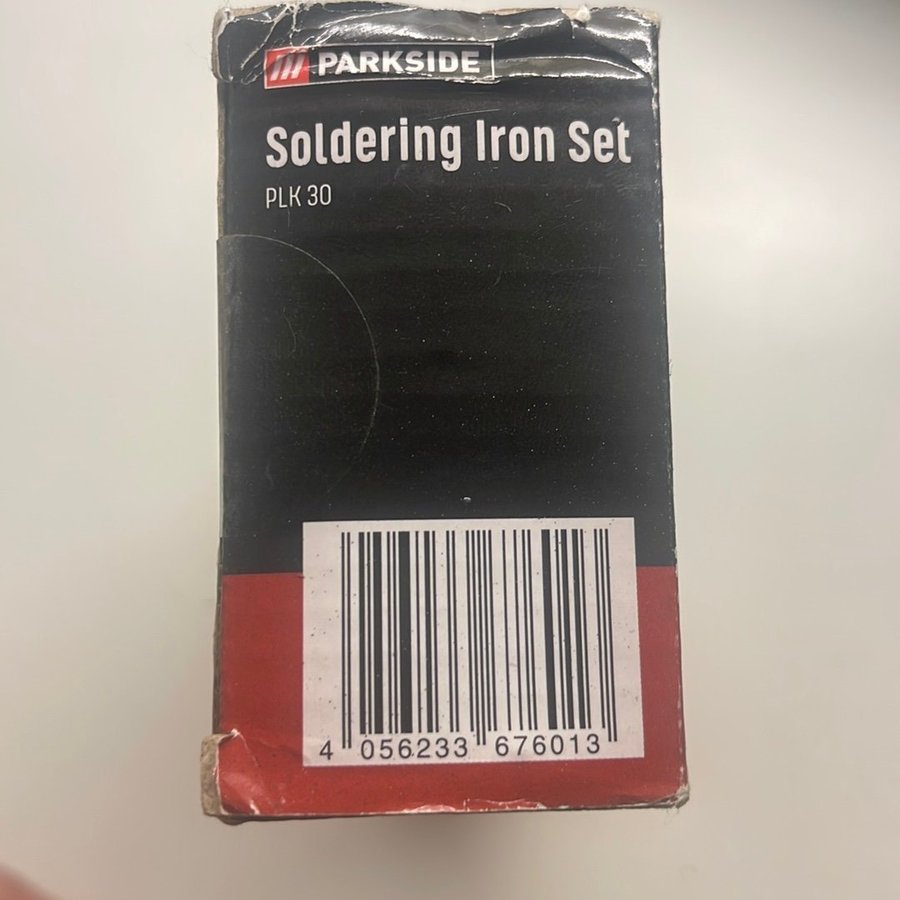 PARKSIDE
Soldering Iron Set
PLK 30
4 056233 676013